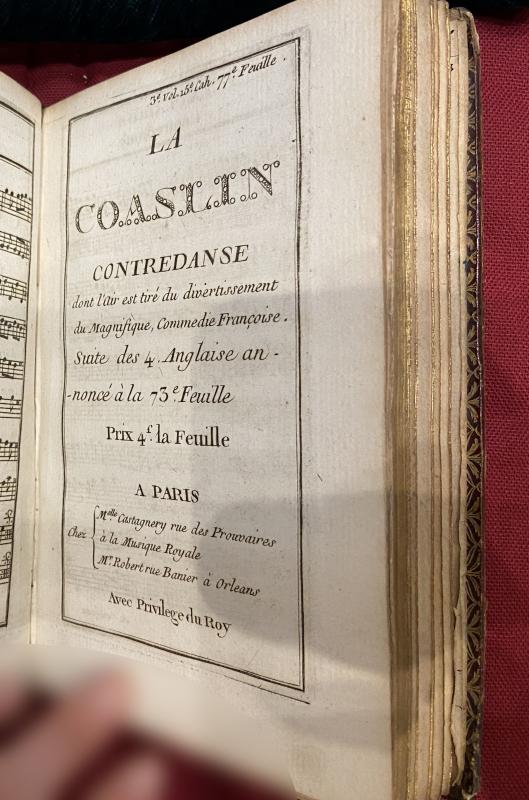 3e. Vol. 15e. Cah. 77e. Feuille.
LA
COASLIN
CONTREDANSE
dont l'air est tiré du divertissement
du Magnifique, Commedie Françoise.
Suite des 4 Anglaise an-
-noncé à la 73e. Feuille
Prix 4f. la Feuille
A PARIS
Chez
Melle Castagnery rue des Prouvaires
à la Musique Royale
Mr. Robert rue Banier à Orleans
Avec Privilege du Roy